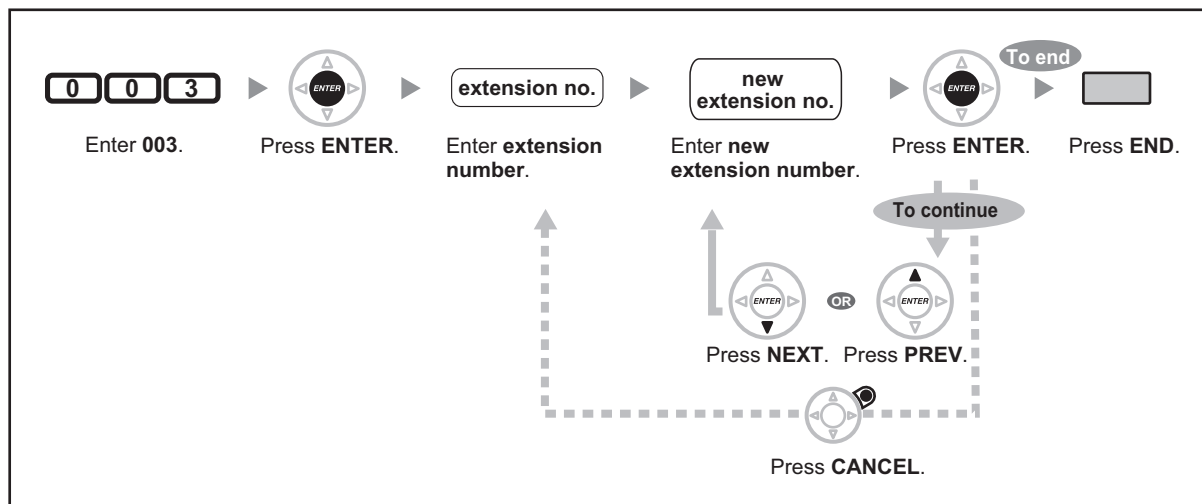 To end
0 0 3
ENTER
extension no.
new
extension no.
ENTER
Enter 003.
Press ENTER.
Enter extension
number.
Enter new
extension number.
Press ENTER.
Press END.
To continue
ENTER
OR
ENTER
Press NEXT.
Press PREV.
Press CANCEL.